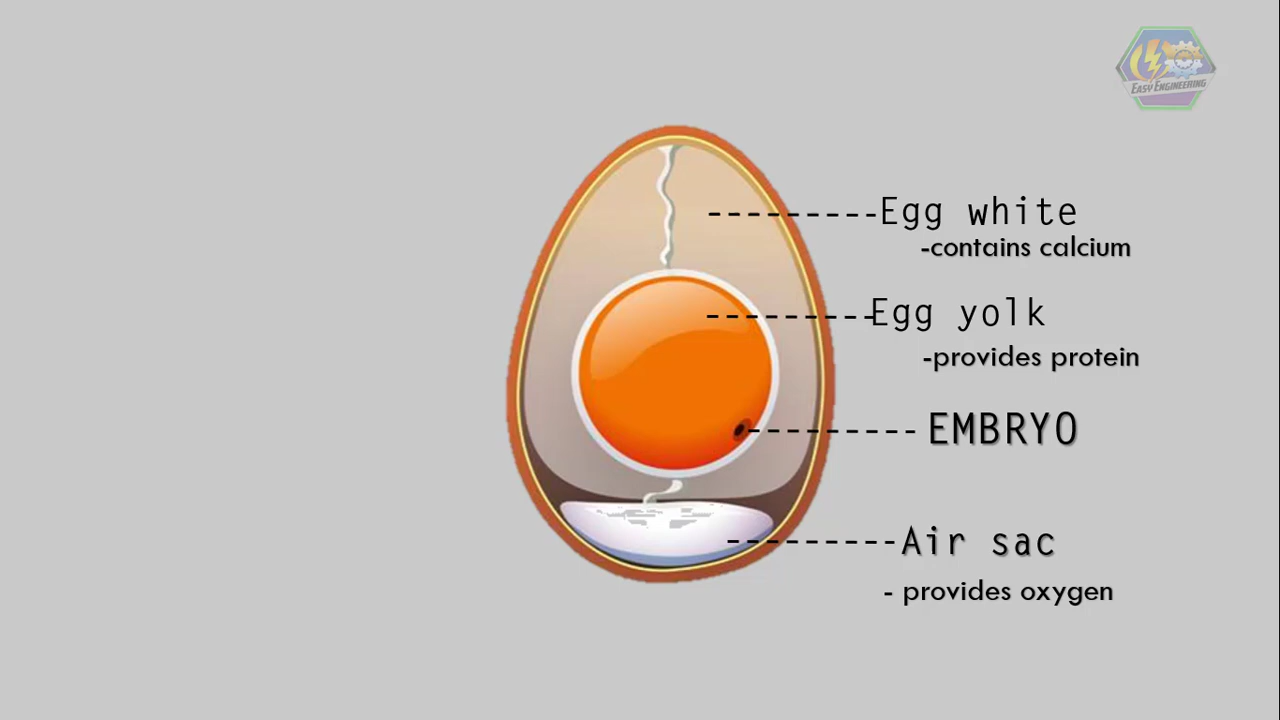 EASY ENGINEERING
Egg white
-contains calcium
Egg yolk
-provides protein
EMBRYO
Air sac
- provides oxygen